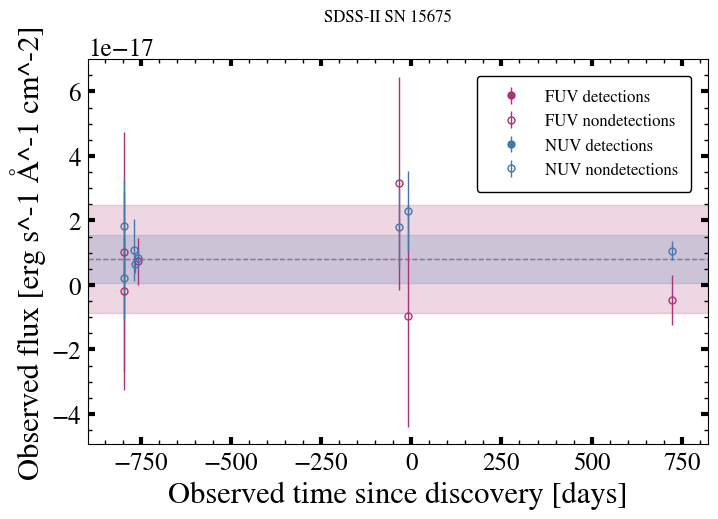 SDSS-II SN 15675
1e−17
FUV detections
FUV nondetections
NUV detections
NUV nondetections
6
4
2
0
−2
−4
Observed flux [erg s^-1 Å^-1 cm^-2]
−750 −500 −250 0 250 500 750
Observed time since discovery [days]